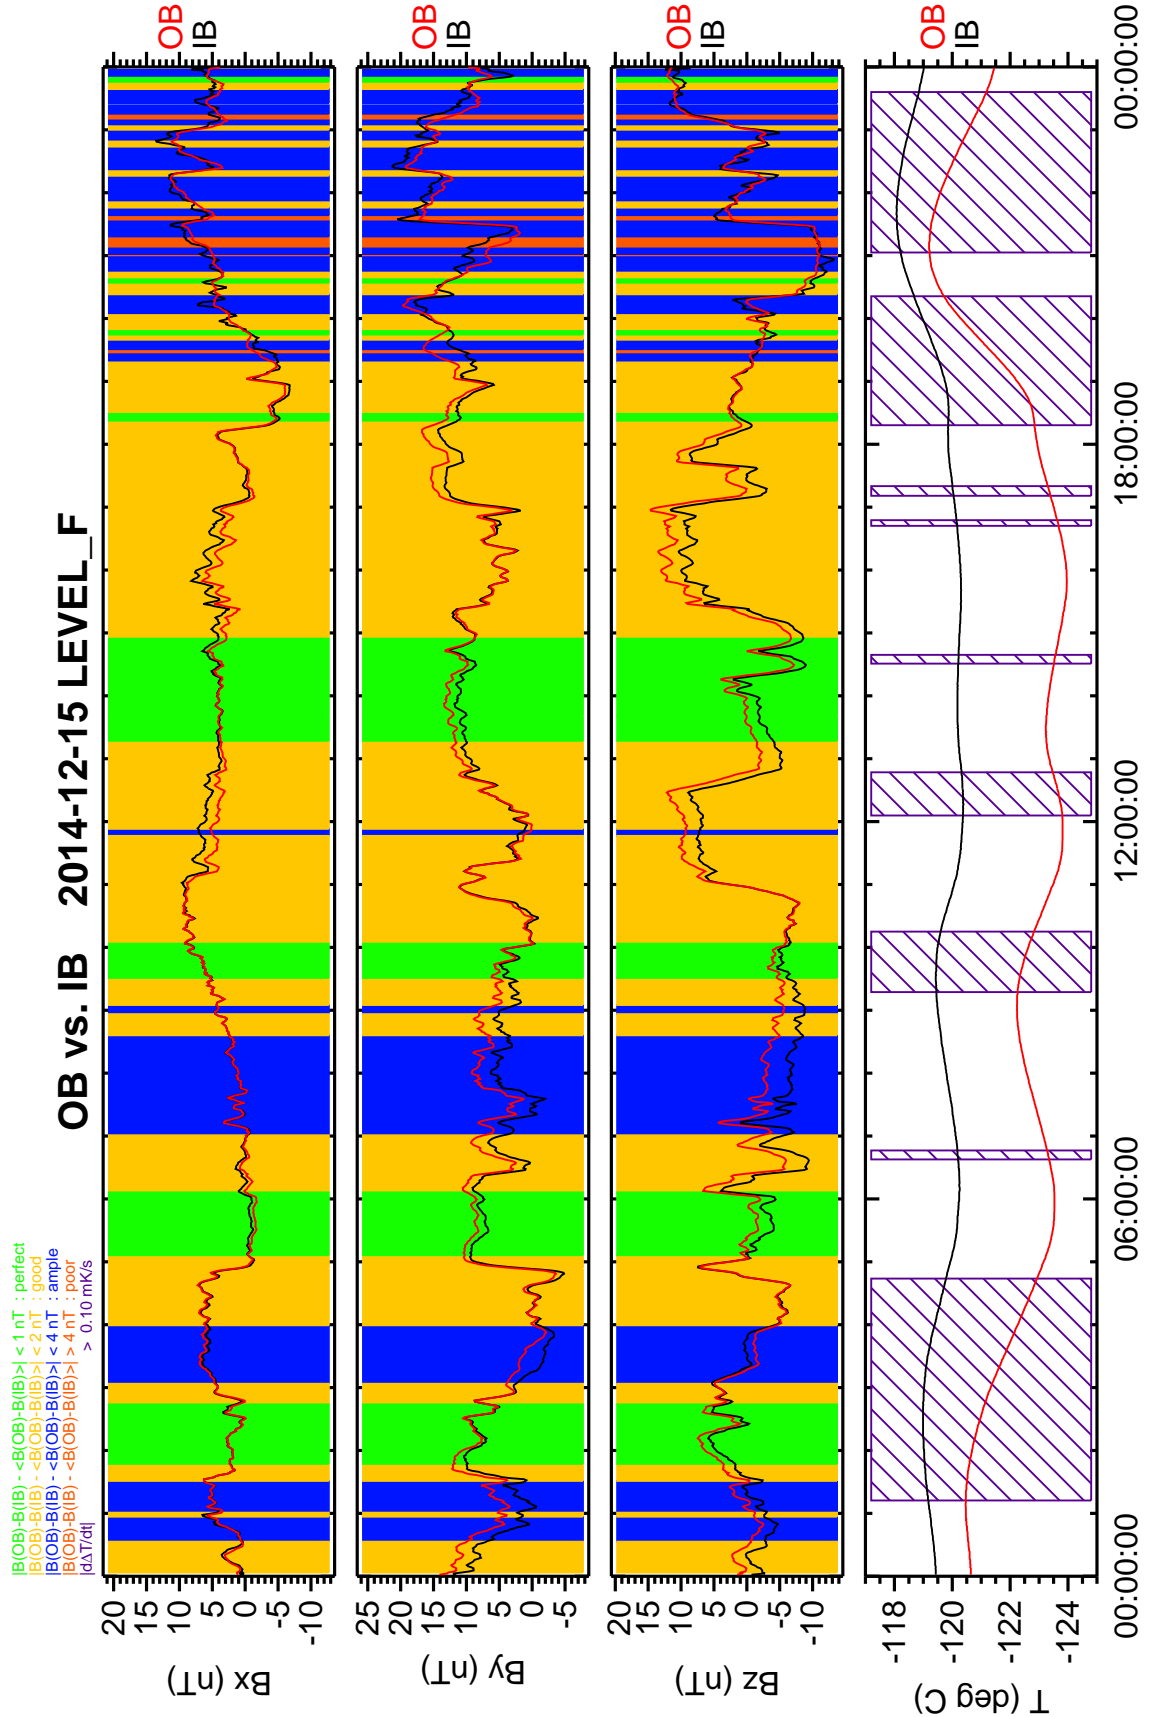 OB vs. IB 2014-12-15 LEVEL_F
|B(OB)-B(IB) - <B(OB)-B(IB)>| < 1 nT : perfect
|B(OB)-B(IB) - <B(OB)-B(IB)>| < 2 nT : good
|B(OB)-B(IB) - <B(OB)-B(IB)>| < 4 nT : ample
|B(OB)-B(IB) - <B(OB)-B(IB)>| > 4 nT : poor
|dΔT/dt| > 0.10 mK/s
Bx (nT)
20
15
10
5
0
-5
-10
OB
IB
By (nT)
25
20
15
10
5
0
-5
OB
IB
Bz (nT)
20
15
10
5
0
-5
-10
OB
IB
T (deg C)
-118
-120
-122
-124
OB
IB
00:00:00
06:00:00
12:00:00
18:00:00
00:00:00